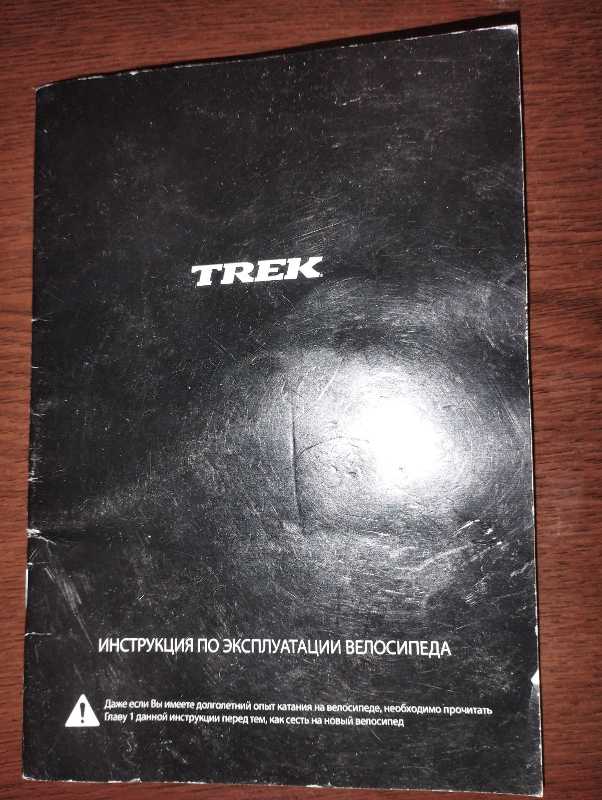 TREK
ИНСТРУКЦИЯ ПО ЭКСПЛУАТАЦИИ ВЕЛОСИПЕДА
Даже если Вы имеете долголетний опыт катания на велосипеде, необходимо прочитать
Главу 1 данной инструкции перед тем, как сесть на новый велосипед